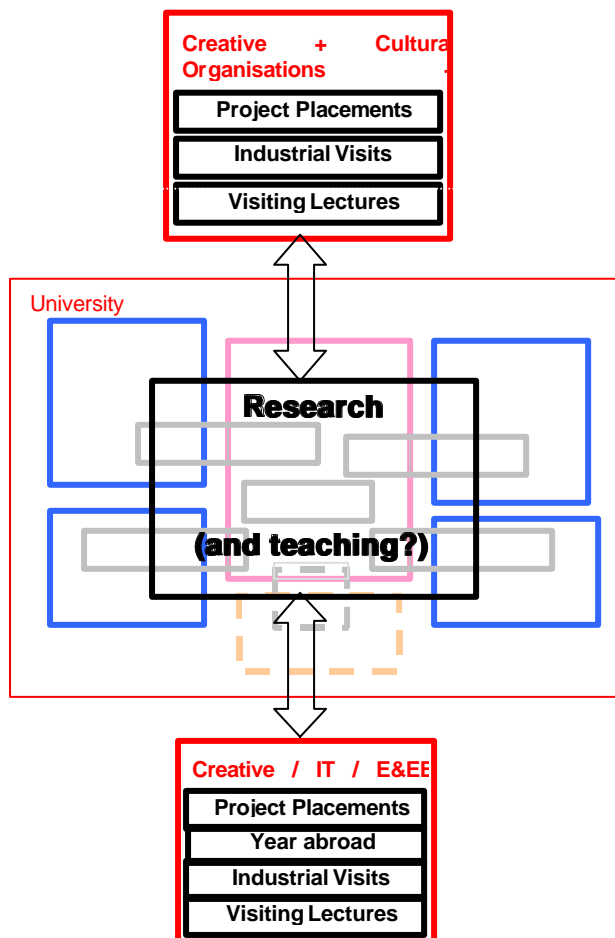 Creative + Cultura
Organisations -
Project Placements
Industrial Visits
Visiting Lectures
University
Research
(and teaching?)
Creative / IT / E&EE
Project Placements
Year abroad
Industrial Visits
Visiting Lectures